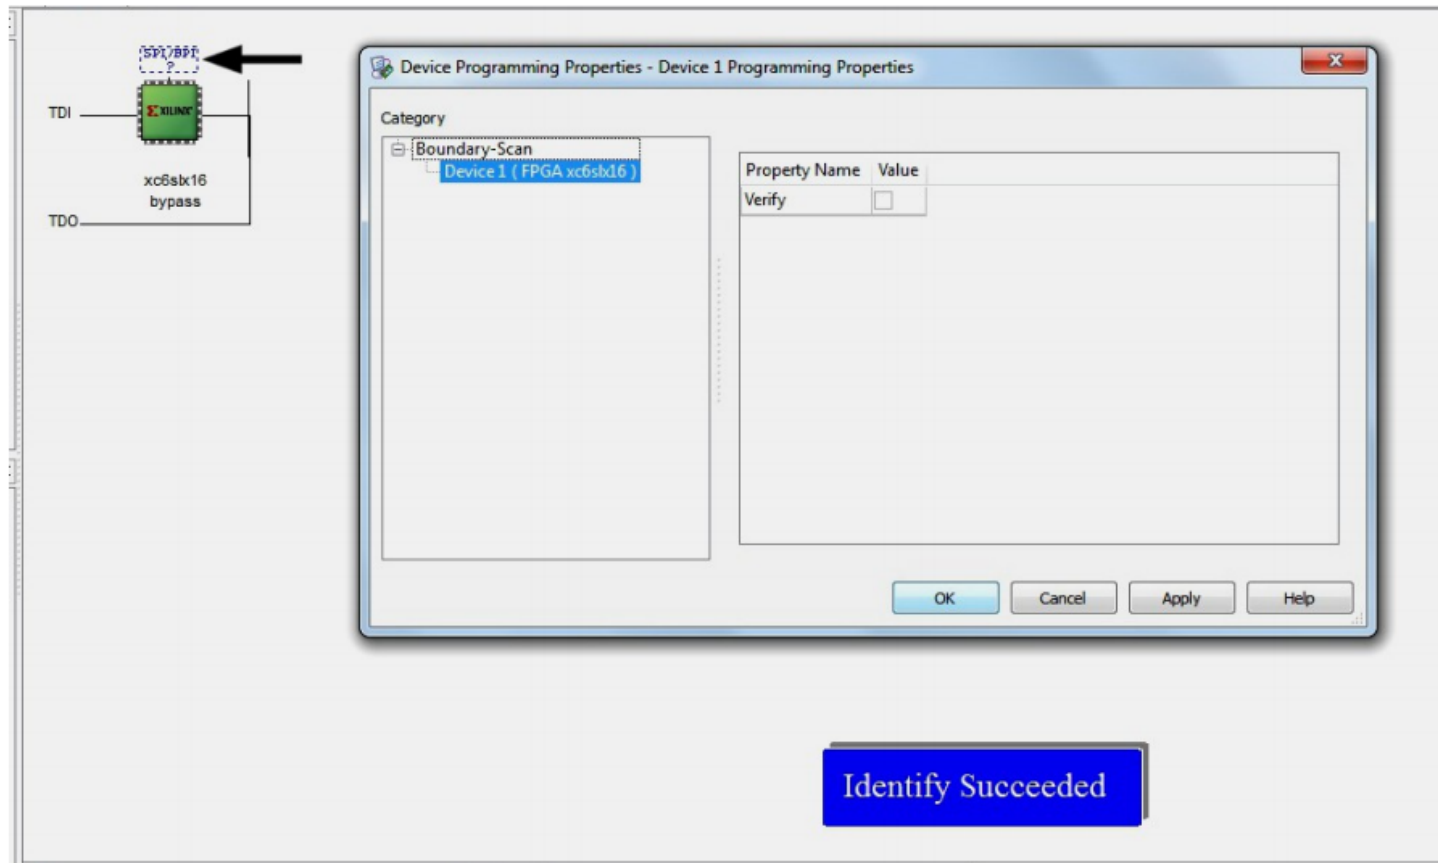 SPI/BPI
?
TDI
XILINX
xc6slx16
bypass
TDO
Device Programming Properties - Device 1 Programming Properties
Category
Boundary-Scan
Device 1 ( FPGA xc6slx16 )
Property Name Value
Verify
OK Cancel Apply Help
Identify Succeeded